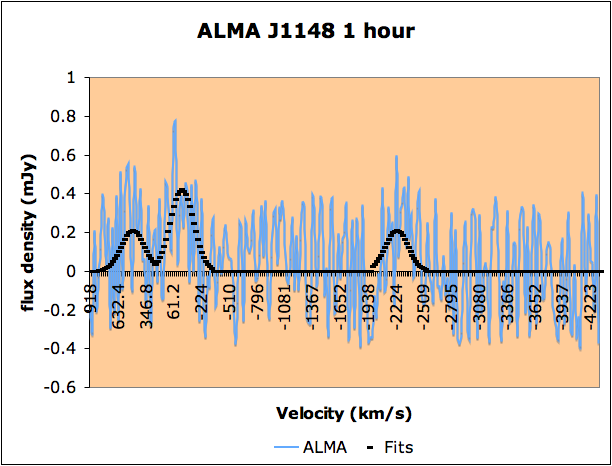 ALMA J1148 1 hour
1
0.8
0.6
0.4
0.2
0
-0.2
-0.4
-0.6
flux density (mJy)
918 632.4 346.8 61.2 -224 -510 -796 -1081 -1367 -1652 -1938 -2224 -2509 -2795 -3080 -3366 -3652 -3937 -4223
Velocity (km/s)
ALMA Fits